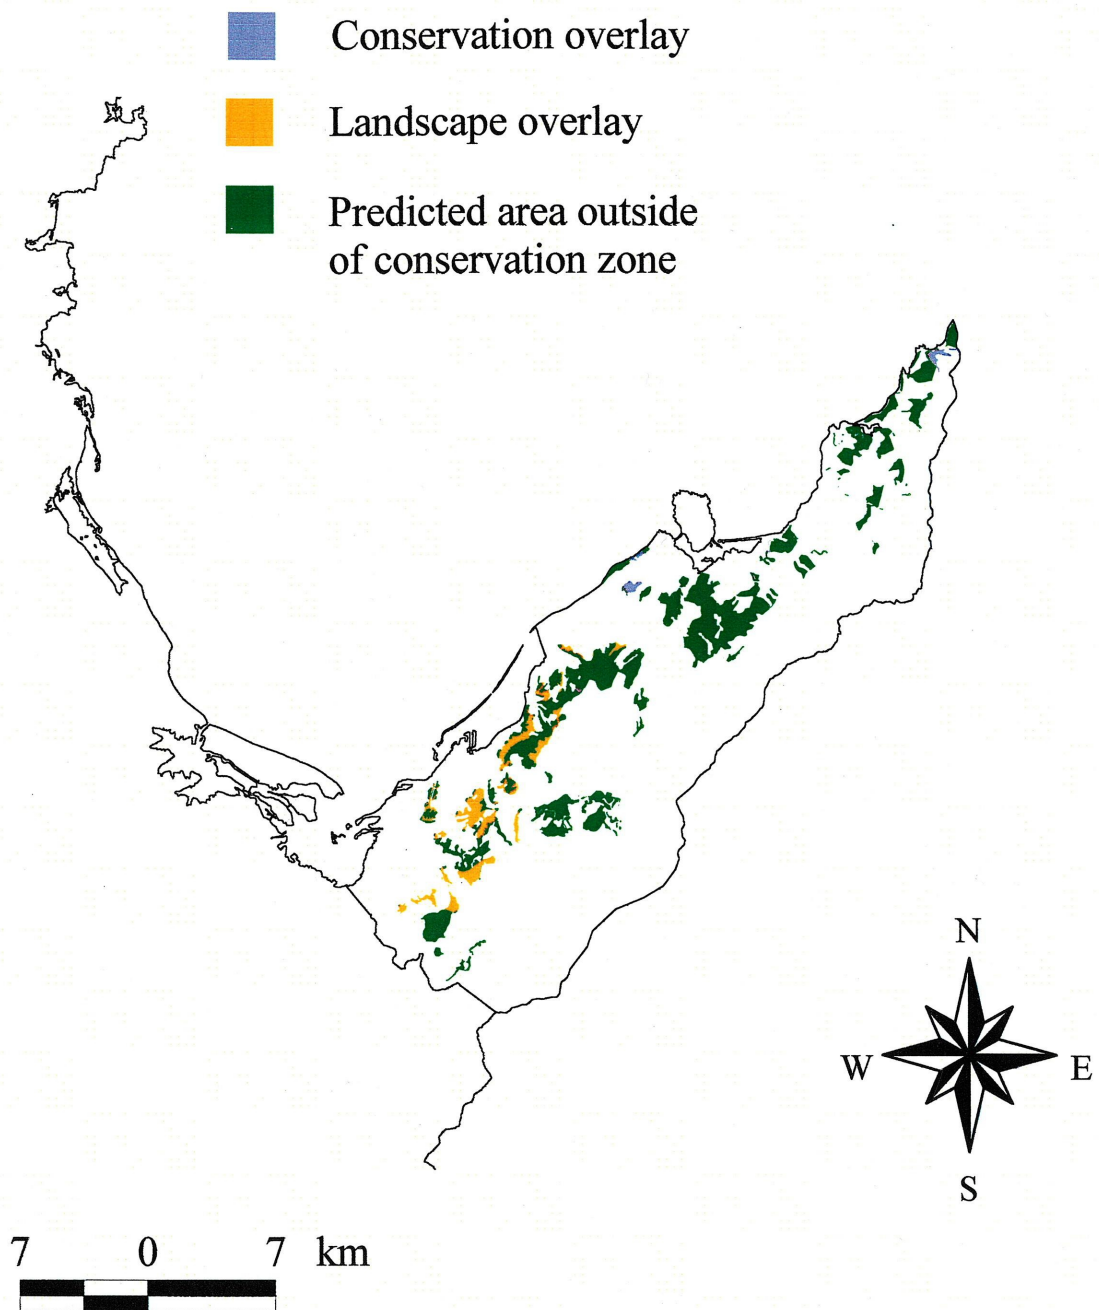 Conservation overlay
Landscape overlay
Predicted area outside
of conservation zone
N
W
E
S
7 0 7 km